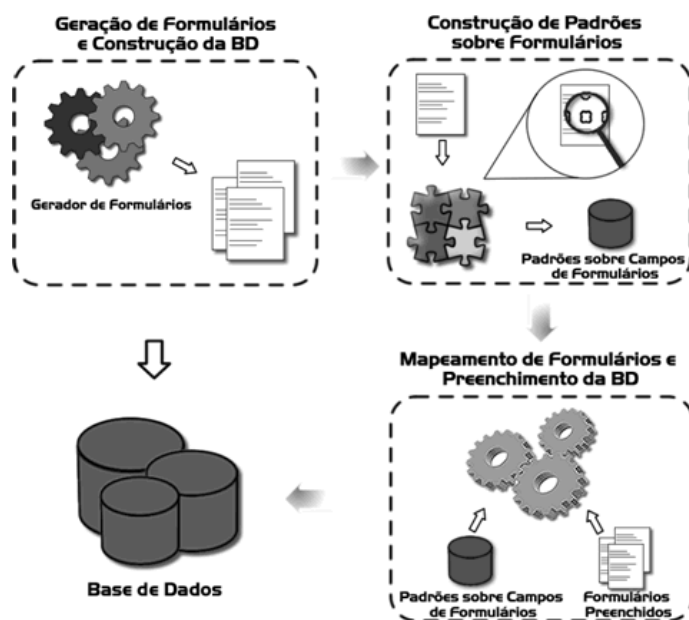 Geração de Formulários
e Construção da BD
Gerador de Formulários
Construção de Padrões
sobre Formulários
Padrões sobre Campos
de Formulários
Mapeamento de Formulários e
Preenchimento da BD
Padrões sobre Campos
de Formulários
Formulários
Preenchidos
Base de Dados